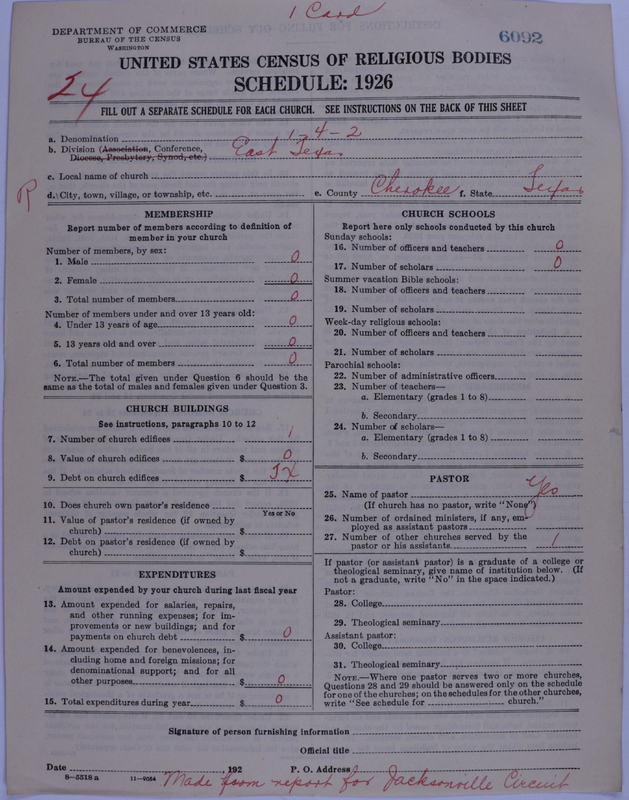 1 Card
DEPARTMENT OF COMMERCE
BUREAU OF THE CENSUS
WASHINGTON
6092
UNITED STATES CENSUS OF RELIGIOUS BODIES
SCHEDULE: 1926
FILL OUT A SEPARATE SCHEDULE FOR EACH CHURCH. SEE INSTRUCTIONS ON THE BACK OF THIS SHEET
a. Denomination 1-4-2
b. Division (Association, Conference, East Texas
Diocese, Presbytery, Synod, etc.)
c. Local name of church
R
d. City, town, village, or township, etc. e. County Cherokee f. State Texas
MEMBERSHIP
Report number of members according to definition of
member in your church
Number of members, by sex:
1. Male 0
2. Female 0
3. Total number of members 0
Number of members under and over 13 years old:
4. Under 13 years of age 0
5. 13 years old and over 0
6. Total number of members 0
NOTE.—The total given under Question 6 should be the
same as the total of males and females given under Question 3.
CHURCH BUILDINGS
See instructions, paragraphs 10 to 12
7. Number of church edifices 1
8. Value of church edifices $ 0
9. Debt on church edifices $
10. Does church own pastor's residence
Yes or No
11. Value of pastor's residence (if owned by
church) $
12. Debt on pastor's residence (if owned by
church) $
EXPENDITURES
Amount expended by your church during last fiscal year
13. Amount expended for salaries, repairs,
and other running expenses; for im-
provements or new buildings; and for
payments on church debt $ 0
14. Amount expended for benevolences, in-
cluding home and foreign missions; for
denominational support; and for all
other purposes $ 0
15. Total expenditures during year $ 0
CHURCH SCHOOLS
Report here only schools conducted by this church
Sunday schools:
16. Number of officers and teachers 0
17. Number of scholars 0
Summer vacation Bible schools:
18. Number of officers and teachers
19. Number of scholars
Week-day religious schools:
20. Number of officers and teachers
21. Number of scholars
Parochial schools:
22. Number of administrative officers
23. Number of teachers—
a. Elementary (grades 1 to 8)
b. Secondary
24. Number of scholars—
a. Elementary (grades 1 to 8)
b. Secondary
PASTOR
25. Name of pastor Yes
(If church has no pastor, write "None")
26. Number of ordained ministers, if any, em-
ployed as assistant pastors
27. Number of other churches served by the
pastor or his assistants 1
If pastor (or assistant pastor) is a graduate of a college or
theological seminary, give name of institution below. (If
not a graduate, write "No" in the space indicated.)
Pastor:
28. College
29. Theological seminary
Assistant pastor:
30. College
31. Theological seminary
NOTE.—Where one pastor serves two or more churches,
Questions 28 and 29 should be answered only on the schedule
for one of the churches; on the schedules for the other churches,
write "See schedule for church."
Signature of person furnishing information
Official title
Date , 192 P. O. Address
8—5518 a 11—9084 Made from report for Jacksonville Circuit